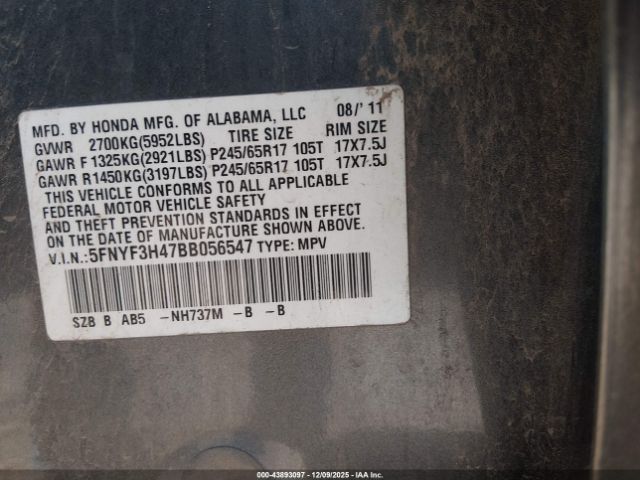 MFD. BY HONDA MFG. OF ALABAMA, LLC 08/' 11
GVWR 2700KG(5952LBS) TIRE SIZE RIM SIZE
GAWR F1325KG(2921LBS) P245/65R17 105T 17X7.5J
GAWR R1450KG(3197LBS) P245/65R17 105T 17X7.5J
THIS VEHICLE CONFORMS TO ALL APPLICABLE
FEDERAL MOTOR VEHICLE SAFETY
AND THEFT PREVENTION STANDARDS IN EFFECT
ON THE DATE OF MANUFACTURE SHOWN ABOVE.
V.I.N.:5FNYF3H47BB056547 TYPE: MPV
SZB B AB5 -NH737M -B -B
000-43893097 - 12/09/2025 - IAA Inc.